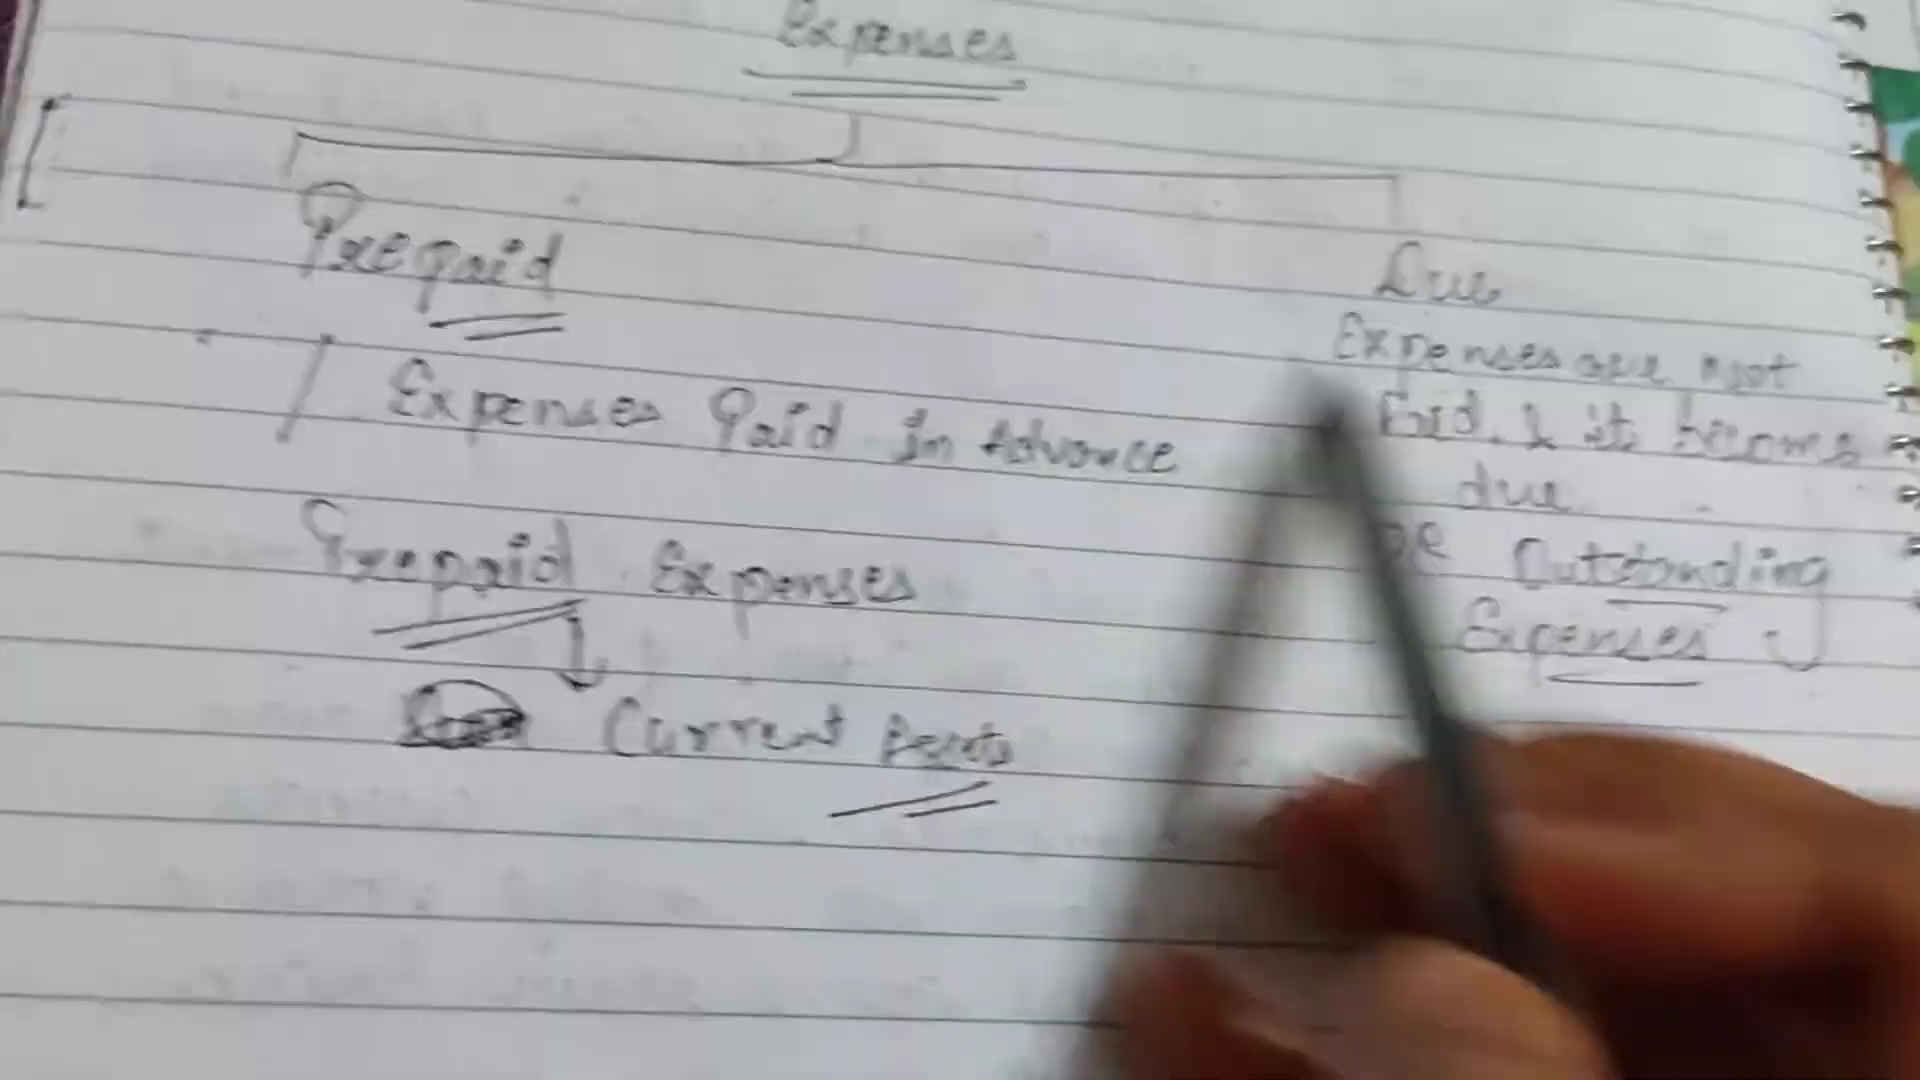 Expenses
Prepaid
Expenses Paid in Advance
Prepaid Expenses
Current
Due
Expenses are not
Paid. & it becomes
due
Outstanding
Expenses